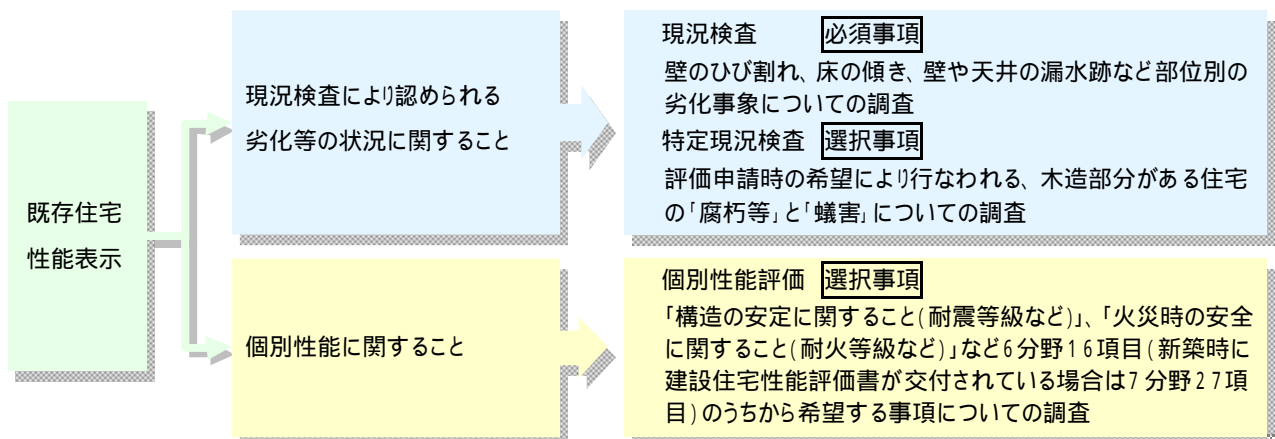 既存住宅
性能表示
現況検査により認められる
劣化等の状況に関すること
現況検査 必須事項
壁のひび割れ、床の傾き、壁や天井の漏水跡など部位別の
劣化事象についての調査
特定現況検査 選択事項
評価申請時の希望により行なわれる、木造部分がある住宅
の「腐朽等」と「蟻害」についての調査
個別性能に関すること
個別性能評価 選択事項
「構造の安定に関すること(耐震等級など)」、「火災時の安全
に関すること(耐火等級など)」など6分野16項目(新築時に
建設住宅性能評価書が交付されている場合は7分野27項
目)のうちから希望する事項についての調査